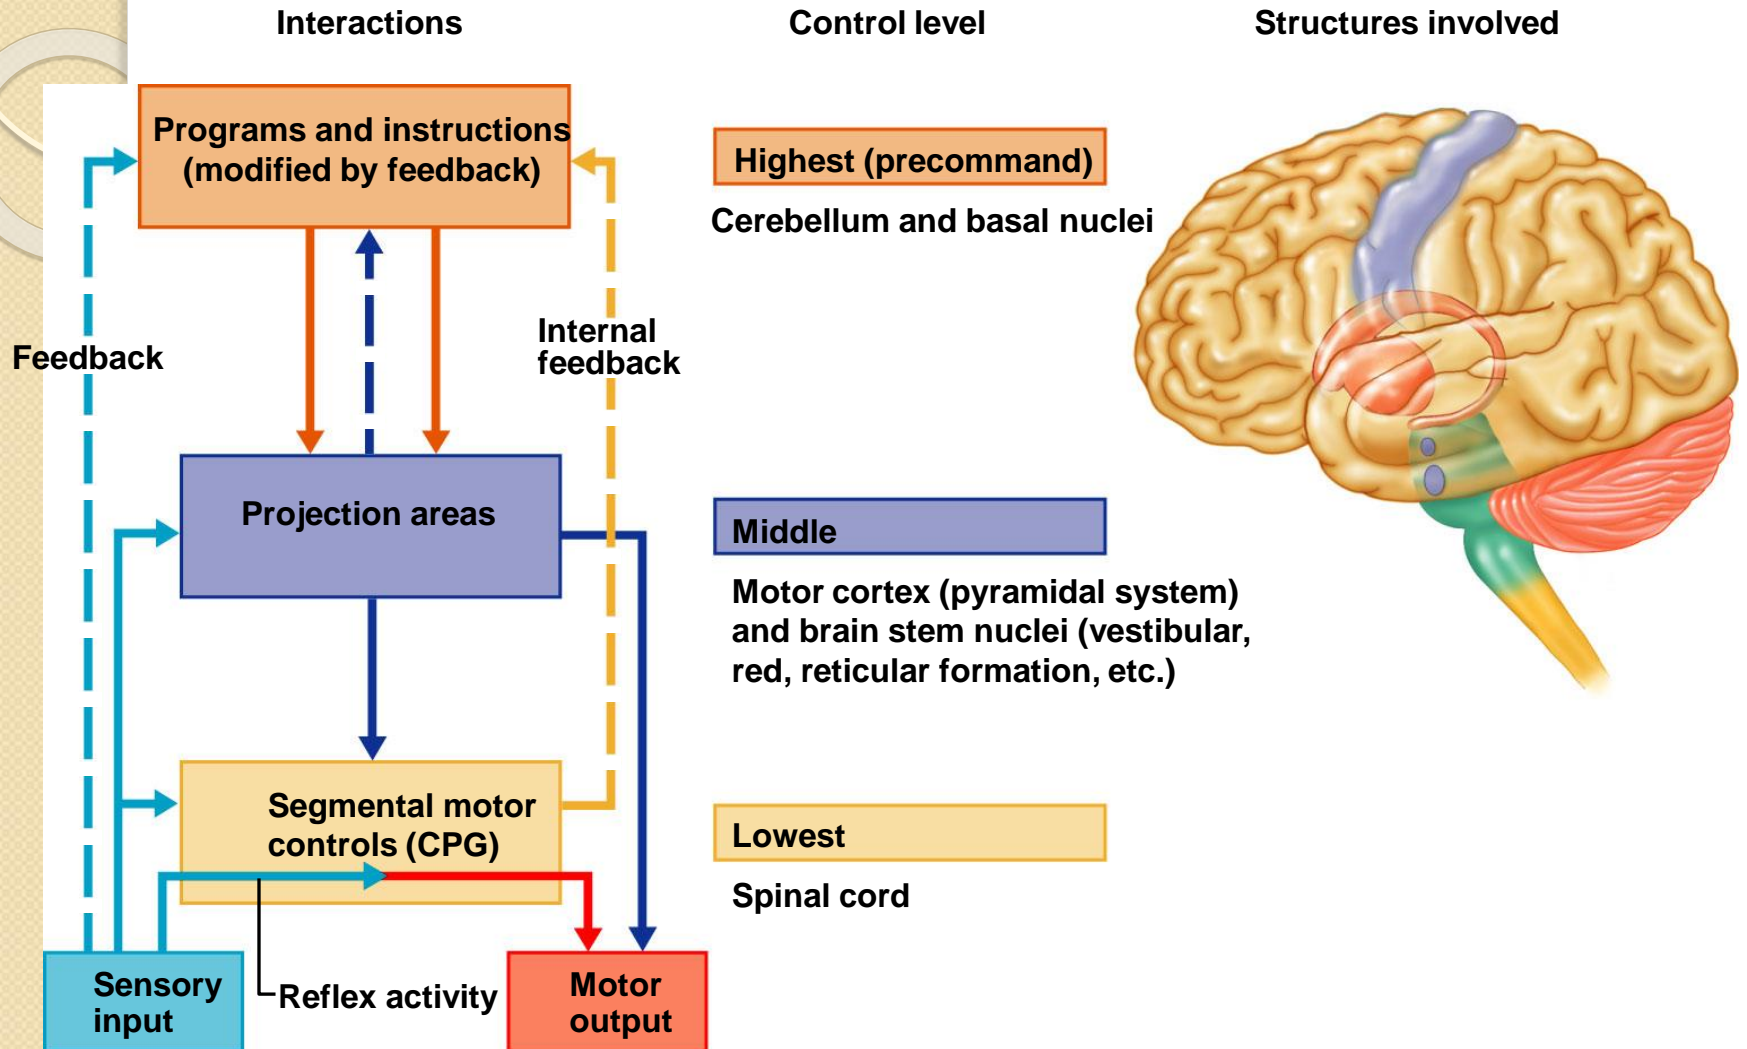 Interactions
Control level
Structures involved
Programs and instructions
(modified by feedback)
Highest (precommand)
Cerebellum and basal nuclei
Feedback
Internal
feedback
Projection areas
Middle
Motor cortex (pyramidal system)
and brain stem nuclei (vestibular,
red, reticular formation, etc.)
Segmental motor
controls (CPG)
Lowest
Spinal cord
Sensory
input
Reflex activity
Motor
output